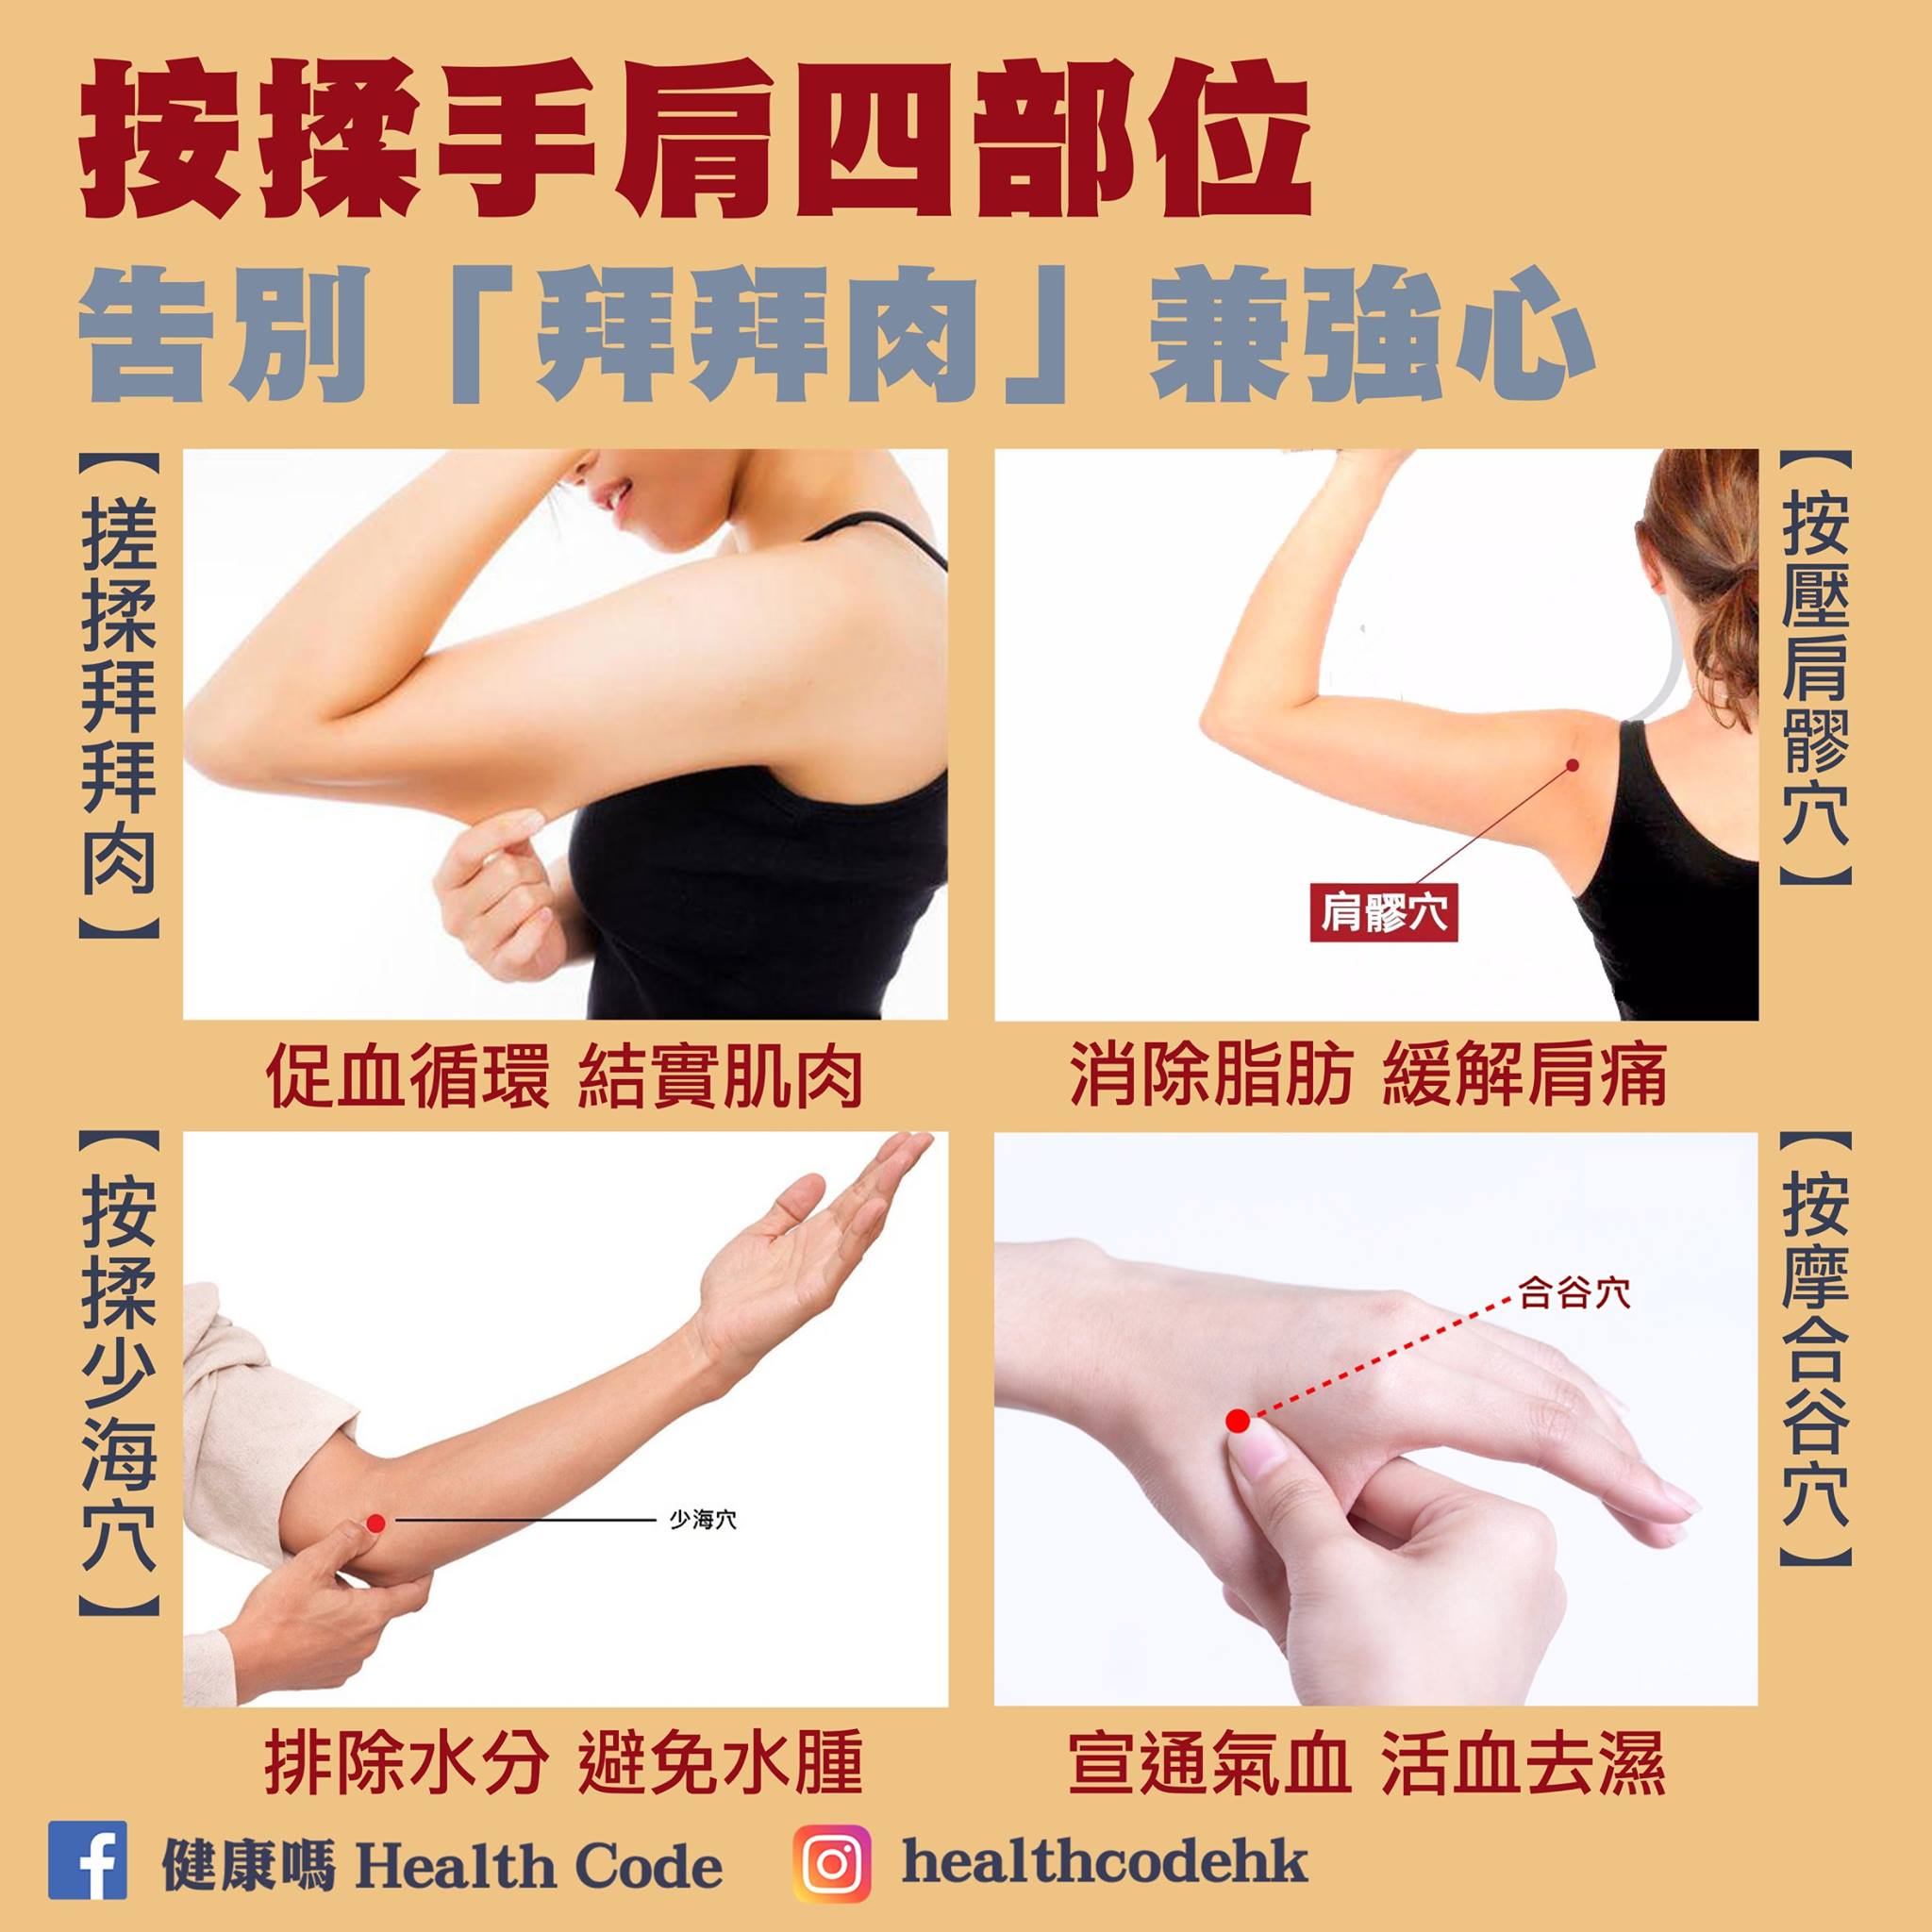 按揉手肩四部位
告別「拜拜肉」兼強心
【搓揉拜拜肉】
促血循環 結實肌肉
【按壓肩髎穴】
肩髎穴
消除脂肪 緩解肩痛
【按揉少海穴】
少海穴
排除水分 避免水腫
【按摩合谷穴】
合谷穴
宣通氣血 活血去濕
f 健康嗎 Health Code
healthcodehk